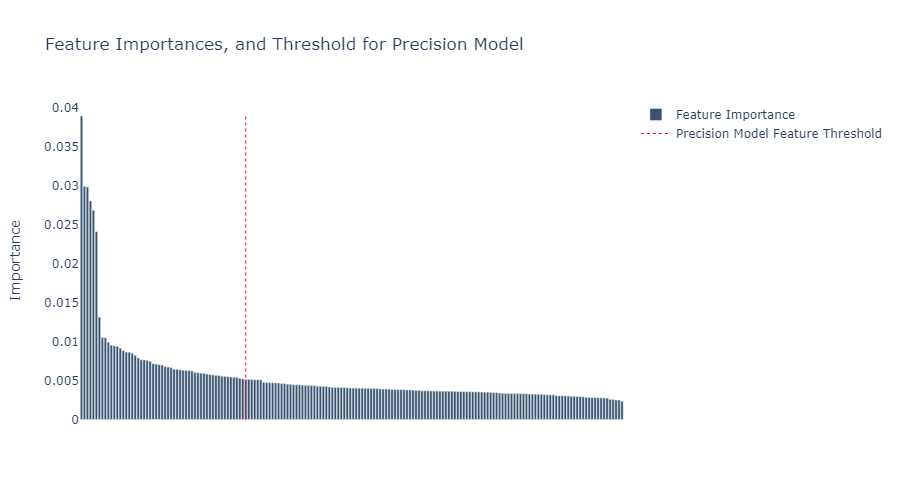 Feature Importances, and Threshold for Precision Model
0.04
0.035
0.03
0.025
0.02
0.015
0.01
0.005
0
Importance
Feature Importance
Precision Model Feature Threshold